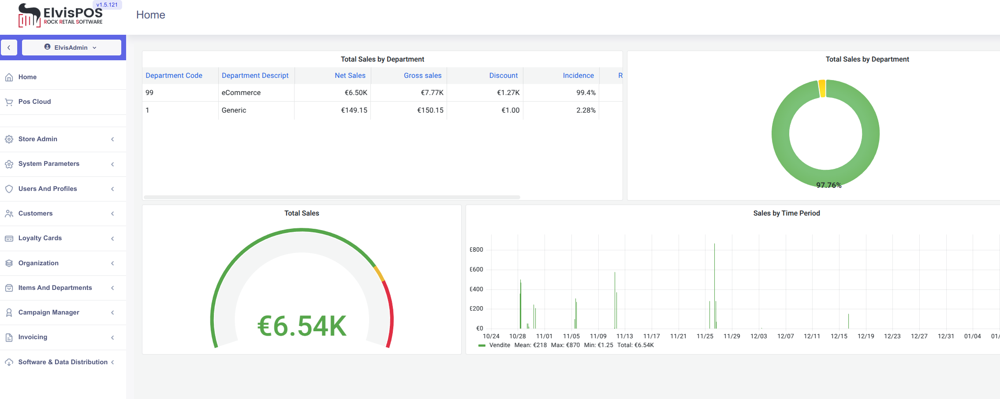 v1.5.121
ElvisPOS
ROCK RETAIL SOFTWARE
Home
ElvisAdmin
Home
Pos Cloud
Store Admin
System Parameters
Users And Profiles
Customers
Loyalty Cards
Organization
Items And Departments
Campaign Manager
Invoicing
Software & Data Distribution
Total Sales by Department
Department Code Department Descript Net Sales Gross sales Discount Incidence R
99 eCommerce €6.50K €7.77K €1.27K 99.4%
1 Generic €149.15 €150.15 €1.00 2.28%
Total Sales by Department
97.76%
Total Sales
€6.54K
Sales by Time Period
€800
€600
€400
€200
€0
10/24 10/28 11/01 11/05 11/09 11/13 11/17 11/21 11/25 11/29 12/03 12/07 12/11 12/15 12/19 12/23 12/27 12/31 01/04 01/
Vendite Mean: €218 Max: €870 Min: €1.25 Total: €6.54K